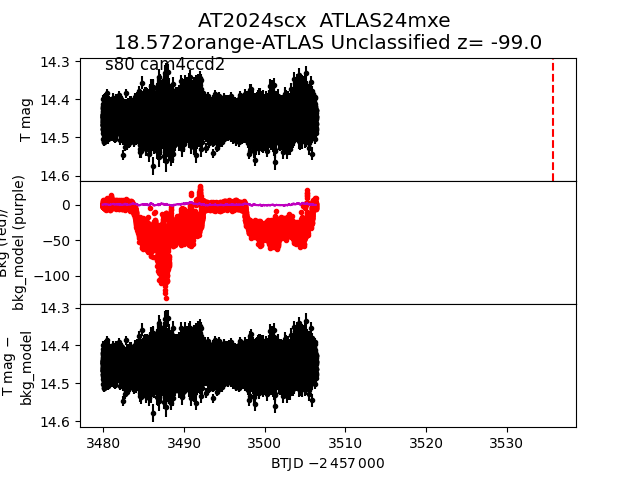 AT2024scx  ATLAS24mxe
18.572orange-ATLAS Unclassified z= -99.0
s80 cam4ccd2
14.3
14.4
14.5
14.6
T mag
0
−50
−100
Bkg (red)/
bkg_model (purple)
14.3
14.4
14.5
14.6
T mag −
bkg_model
3480 3490 3500 3510 3520 3530
BTJD −2 457 000